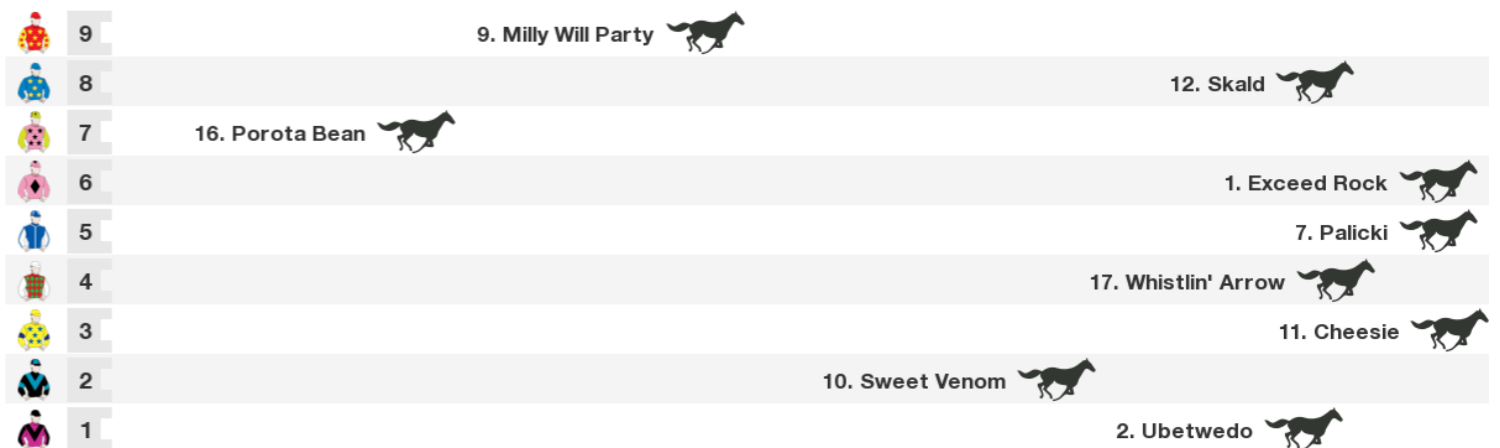 9 9. Milly Will Party
8 12. Skald
7 16. Porota Bean
6 1. Exceed Rock
5 7. Palicki
4 17. Whistlin' Arrow
3 11. Cheesie
2 10. Sweet Venom
1 2. Ubetwedo